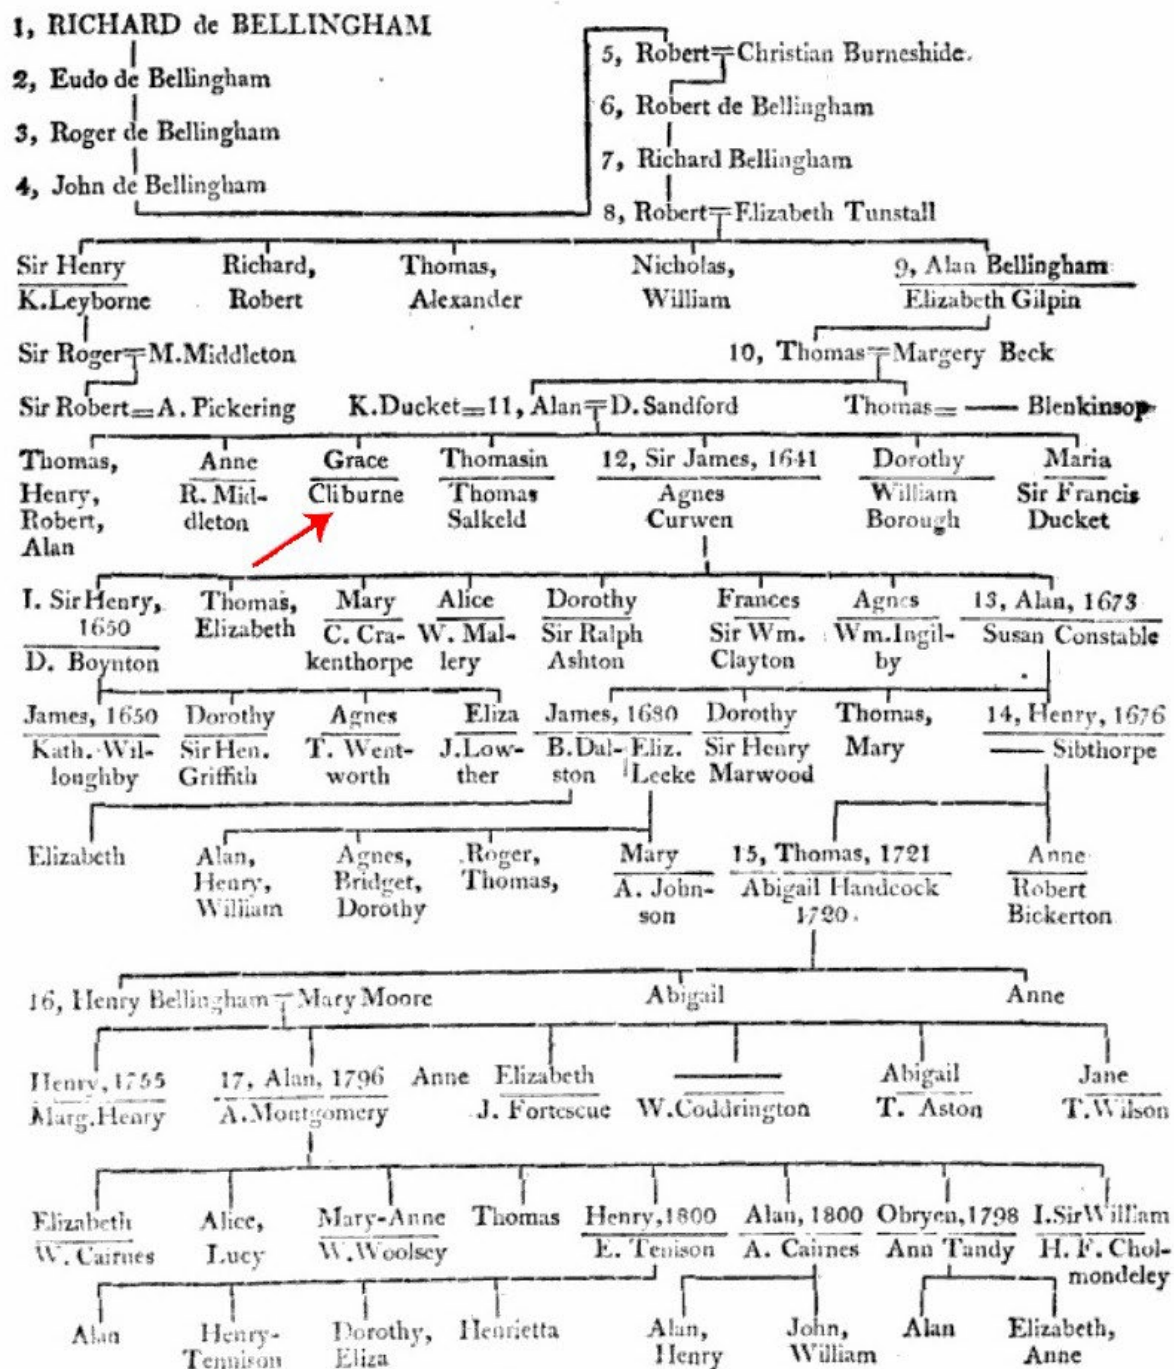 1, RICHARD de BELLINGHAM
2, Eudo de Bellingham
3, Roger de Bellingham
4, John de Bellingham
5, Robert=Christian Burneshide.
6, Robert de Bellingham
7, Richard Bellingham
8, Robert=Elizabeth Tunstall
Sir Henry Richard, Thomas, Nicholas, 9, Alan Bellingham
K.Leyborne Robert Alexander William Elizabeth Gilpin
Sir Roger=M.Middleton 10, Thomas=Margery Beck
Sir Robert=A. Pickering K.Ducket=11, Alan=D.Sandford Thomas=—— Blenkinsop
Thomas, Anne Grace Thomasin 12, Sir James, 1641 Dorothy Maria
Henry, R. Mid- Cliburne Thomas Agnes William Sir Francis
Robert, dleton Salkeld Curwen Borough Ducket
Alan
I. Sir Henry, Thomas, Mary Alice Dorothy Frances Agnes 13, Alan, 1673
1650 Elizabeth C. Cra- W. Mal- Sir Ralph Sir Wm. Wm.Ingil- Susan Constable
D. Boynton kenthorpe lery Ashton Clayton by
James, 1650 Dorothy Agnes Eliza James, 1680 Dorothy Thomas, 14, Henry, 1676
Kath. Wil- Sir Hen. T. Went- J.Low- B.Dal- Eliz. Sir Henry Mary —— Sibthorpe
loughby Griffith worth ther ston Leeke Marwood
Elizabeth Alan, Agnes, Roger, Mary 15, Thomas, 1721 Anne
Henry, Bridget, Thomas, A. John- Abigail Handcock Robert
William Dorothy son 1720. Bickerton
16, Henry Bellingham=Mary Moore Abigail Anne
Henry, 1755 17, Alan, 1796 Anne Elizabeth —— Abigail Jane
Marg.Henry A.Montgomery J. Fortescue W.Coddrington T. Aston T.Wilson
Elizabeth Alice, Mary-Anne Thomas Henry,1800 Alan, 1800 Obryen,1798 I.Sir William
W. Cairnes Lucy W.Woolsey E. Tenison A. Cairnes Ann Tandy H. F. Chol-
mondeley
Alan Henry- Dorothy, Henrietta Alan, John, Alan Elizabeth,
Tennison Eliza Henry William Anne